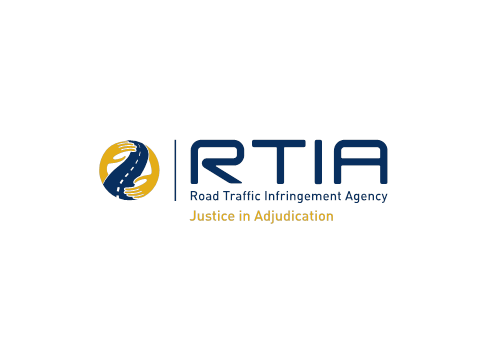 RTIA
Road Traffic Infringement Agency
Justice in Adjudication